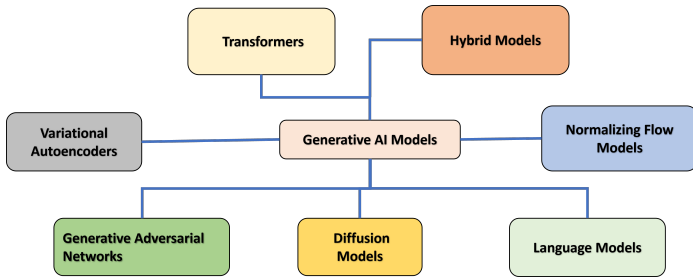 Transformers
Hybrid Models
Variational
Autoencoders
Generative AI Models
Normalizing Flow
Models
Generative Adversarial
Networks
Diffusion
Models
Language Models